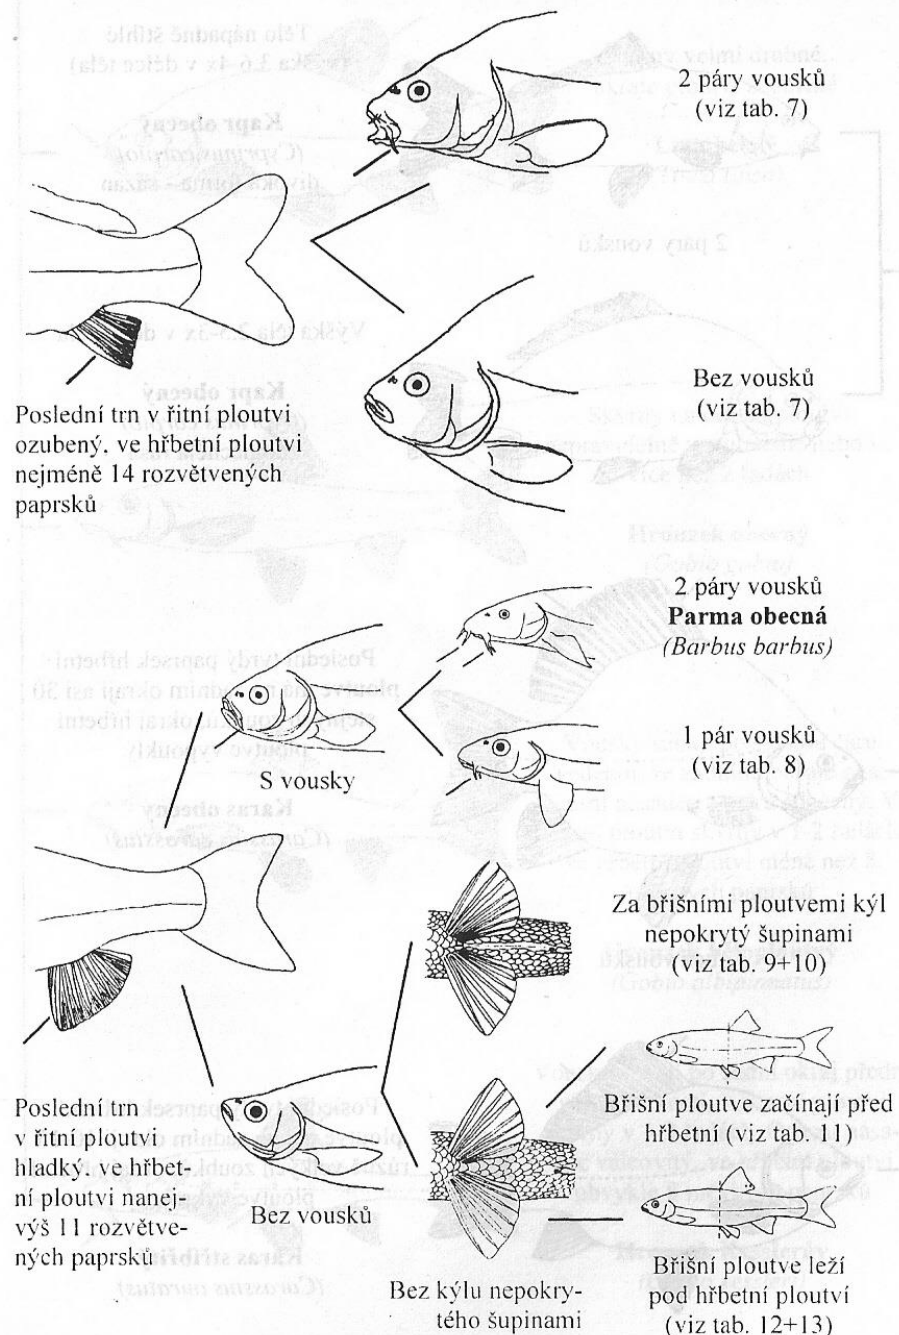 2 páry vousků
(viz tab. 7)
Bez vousků
(viz tab. 7)
Poslední trn v řitní ploutvi
ozubený, ve hřbetní ploutvi
nejméně 14 rozvětvených
paprsků
2 páry vousků
Parma obecná
(Barbus barbus)
S vousky
1 pár vousků
(viz tab. 8)
Za břišními ploutvemi kýl
nepokrytý šupinami
(viz tab. 9+10)
Břišní ploutve začínají před
hřbetní (viz tab. 11)
Poslední trn
v řitní ploutvi
hladký, ve hřbet-
ní ploutvi nanej-
výš 11 rozvětve-
ných paprsků
Bez vousků
Bez kýlu nepokry-
tého šupinami
Břišní ploutve leží
pod hřbetní ploutví
(viz tab. 12+13)